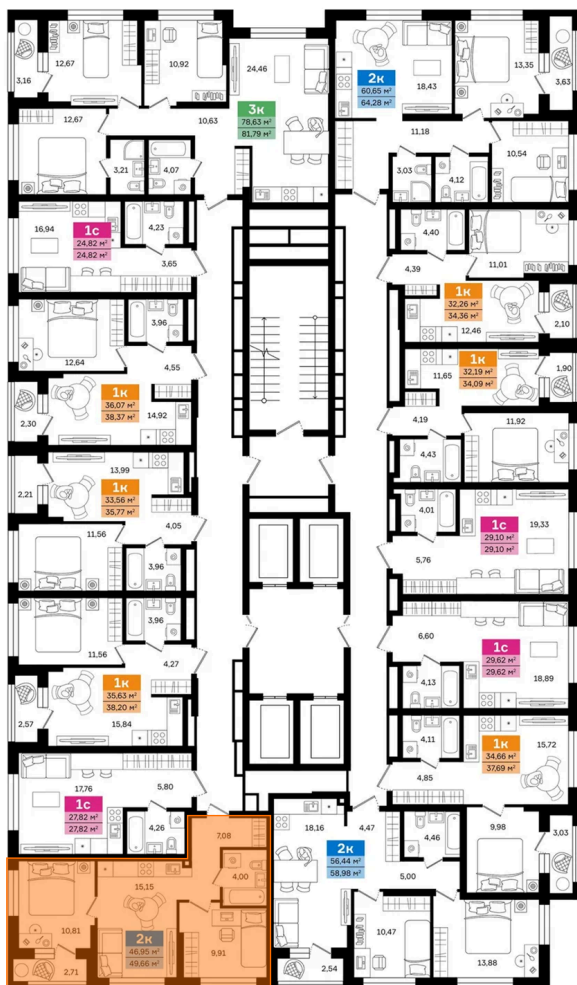 3,16
12,67
10,92
24,46
3к
78,63 м²
81,79 м²
12,67
10,63
3,21
4,07
2к
60,65 м²
64,28 м²
18,43
13,35
3,63
11,18
3,03
4,12
10,54
16,94
1с
24,82 м²
24,82 м²
4,23
3,65
4,40
4,39
11,01
1к
32,26 м²
34,36 м²
12,46
2,10
12,64
3,96
4,55
1к
36,07 м²
38,37 м²
14,92
2,30
11,65
1к
32,19 м²
34,09 м²
1,90
4,19
4,43
11,92
2,21
13,99
1к
33,56 м²
35,77 м²
4,05
11,56
3,96
4,01
1с
29,10 м²
29,10 м²
19,33
5,76
11,56
3,96
4,27
1к
35,63 м²
38,20 м²
2,57
15,84
6,60
1с
29,62 м²
29,62 м²
4,13
18,89
4,11
1к
34,66 м²
37,69 м²
15,72
4,85
17,76
5,80
1с
27,82 м²
27,82 м²
4,26
7,08
4,00
15,15
10,81
2к
46,95 м²
49,66 м²
9,91
2,71
18,16
4,47
2к
56,44 м²
58,98 м²
4,46
5,00
9,98
3,03
10,47
13,88
2,54